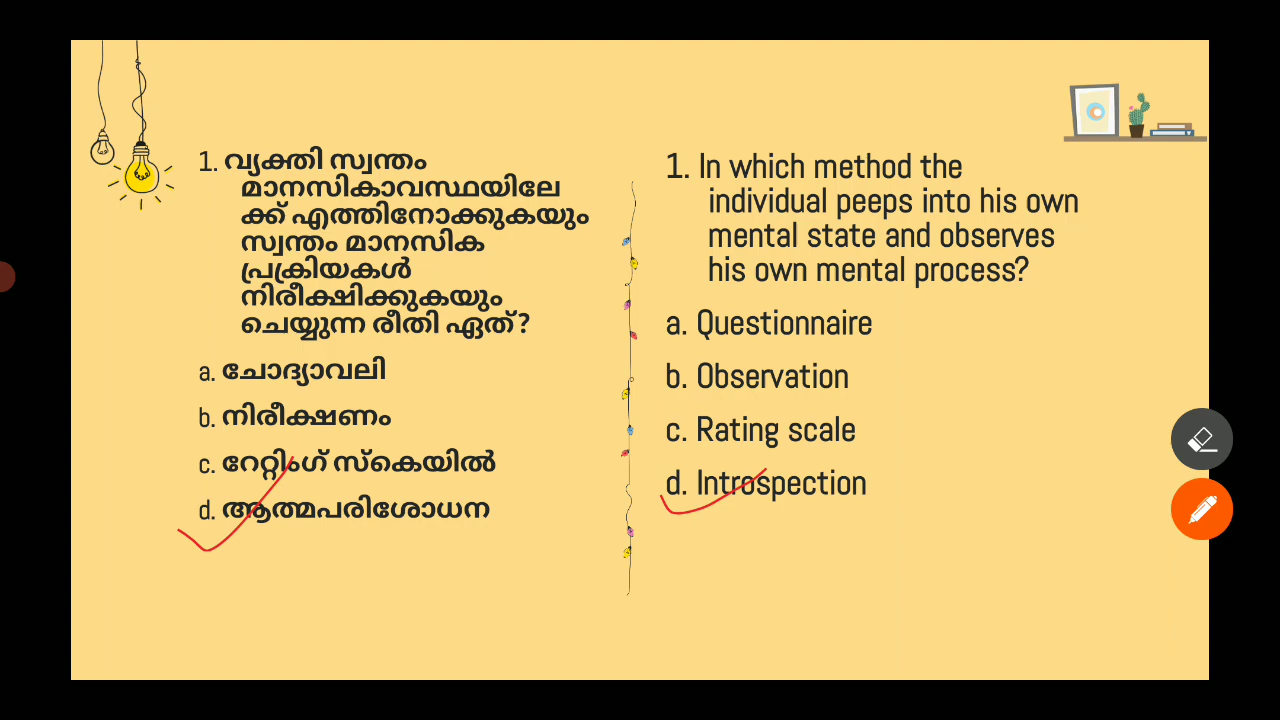 1. വ്യക്തി സ്വന്തം
മാനസികാവസ്ഥയിലേ
ക്ക് എത്തിനോക്കുകയും
സ്വന്തം മാനസിക
പ്രക്രിയകൾ
നിരീക്ഷിക്കുകയും
ചെയ്യുന്ന രീതി ഏത്?
a. ചോദ്യാവലി
b. നിരീക്ഷണം
c. റേറ്റിംഗ് സ്കെയിൽ
d. ആത്മപരിശോധന
1. In which method the
individual peeps into his own
mental state and observes
his own mental process?
a. Questionnaire
b. Observation
c. Rating scale
d. Introspection